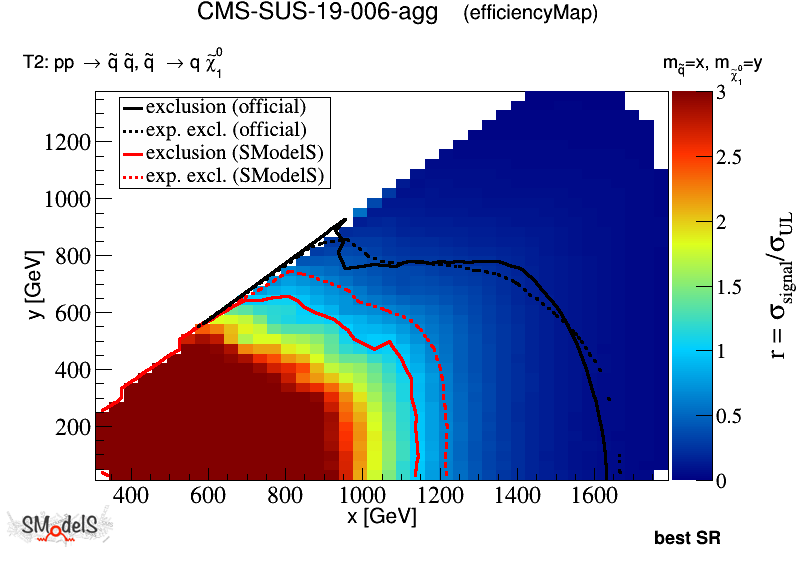 CMS-SUS-19-006-agg (efficiencyMap)
T2: pp → q̃ q̃, q̃ → q χ̃₁⁰
m_q̃=x, m_χ̃₁⁰=y
exclusion (official)
exp. excl. (official)
exclusion (SModelS)
exp. excl. (SModelS)
1200
1000
800
600
400
200
y [GeV]
400 600 800 1000 1200 1400 1600
x [GeV]
3
2.5
2
1.5
1
0.5
0
r = σ_signal/σ_UL
SModelS
best SR